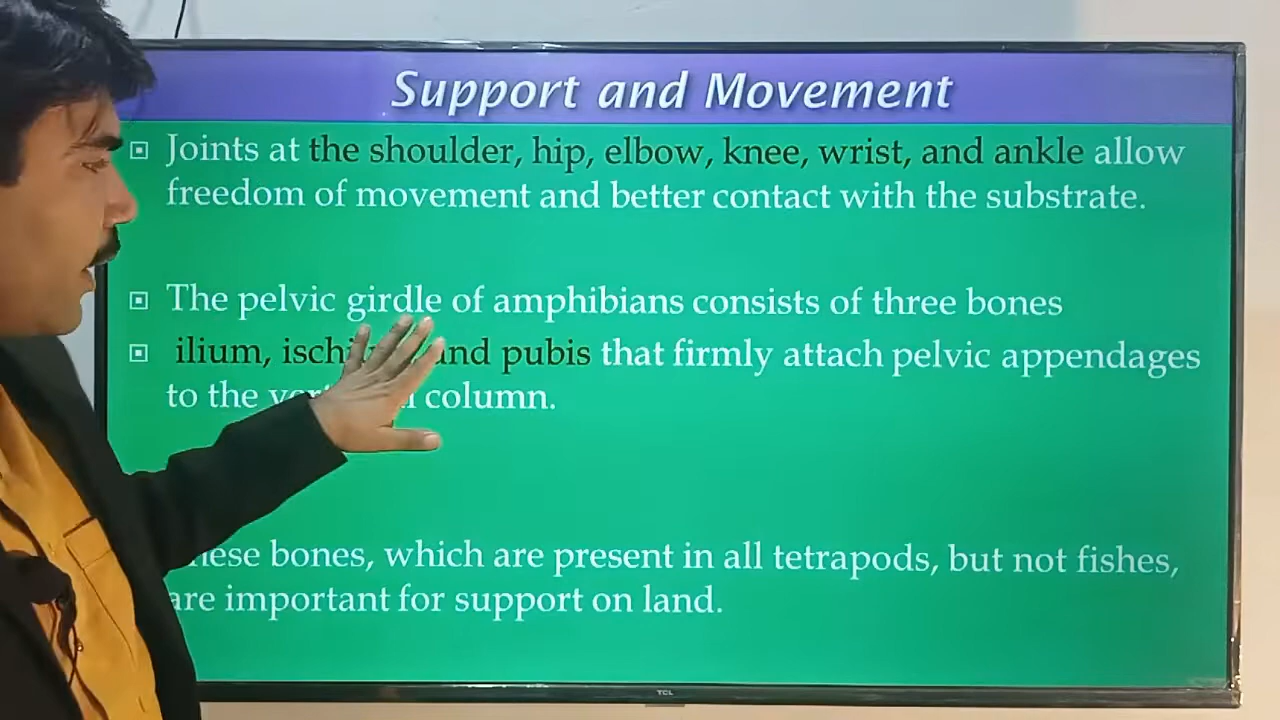 Support and Movement
Joints at the shoulder, hip, elbow, knee, wrist, and ankle allow
freedom of movement and better contact with the substrate.
The pelvic girdle of amphibians consists of three bones
ilium, and pubis that firmly attach pelvic appendages
to the column.
bones, which are present in all tetrapods, but not fishes,
are important for support on land.
TCL